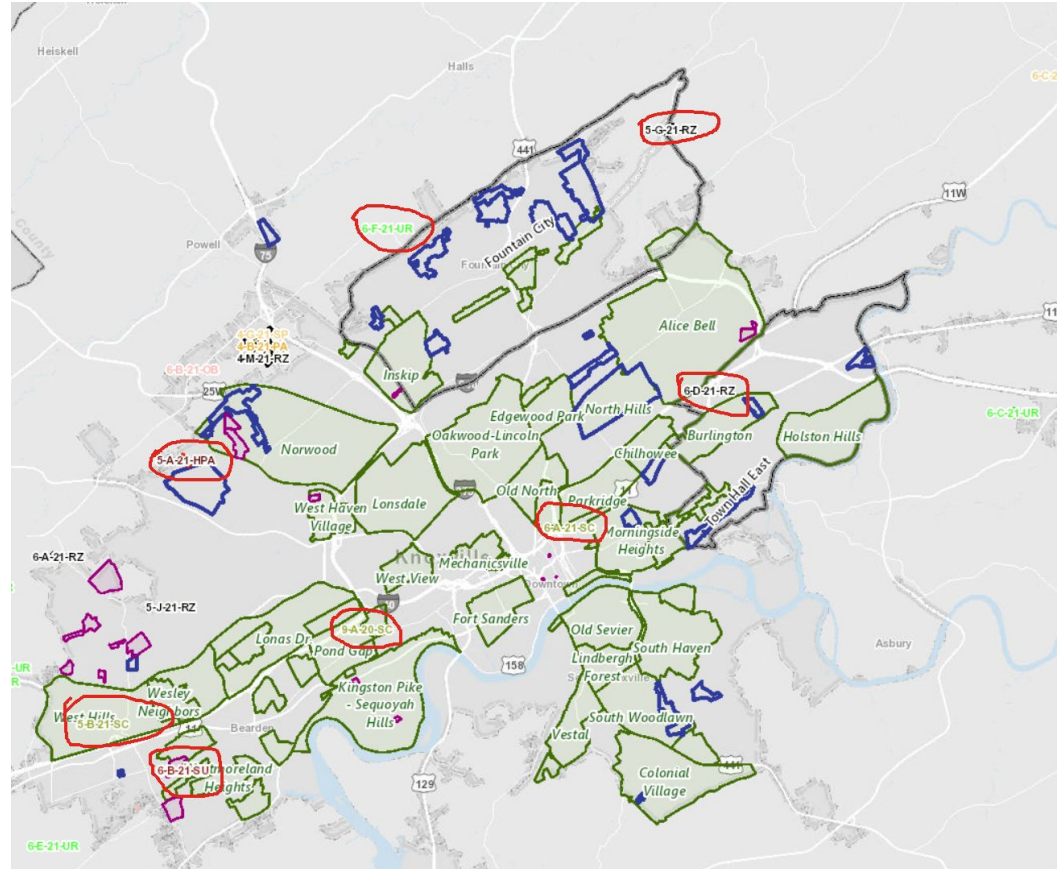 Heiskell
Halls
6-C-2
5-G-21-RZ
441
11W
6-F-21-UR
Powell
75
Fountain City
County
4-G-21-SP
4-B-21-PA
4-M-21-RZ
6-B-21-OB
25W
Alice Bell
11
Inskip
6-D-21-RZ
6-C-21-UR
Edgewood Park
North Hills
Oakwood-Lincoln
Park
Burlington
Holston Hills
Norwood
Chilhowee
5-A-21-HPA
West Haven
Village
Lonsdale
Old North
Parkridge
11
Town Hall East
6-A-21-SC
Morningside
Heights
6-A-21-RZ
Knoxville
Mechanicsville
West View
Downtown
5-J-21-RZ
Fort Sanders
9-A-20-SC
Lonas Dr.
Pond Gap
Old Sevier
South Haven
Lindbergh
Forest
158
Asbury
-UR
R
Kingston Pike
- Sequoyah
Hills
Wesley
Neighbors
West Hills
5-B-21-SC
Bearden
South Woodlawn
Vestal
6-B-21-SU
Heights
129
441
Colonial
Village
6-E-21-UR